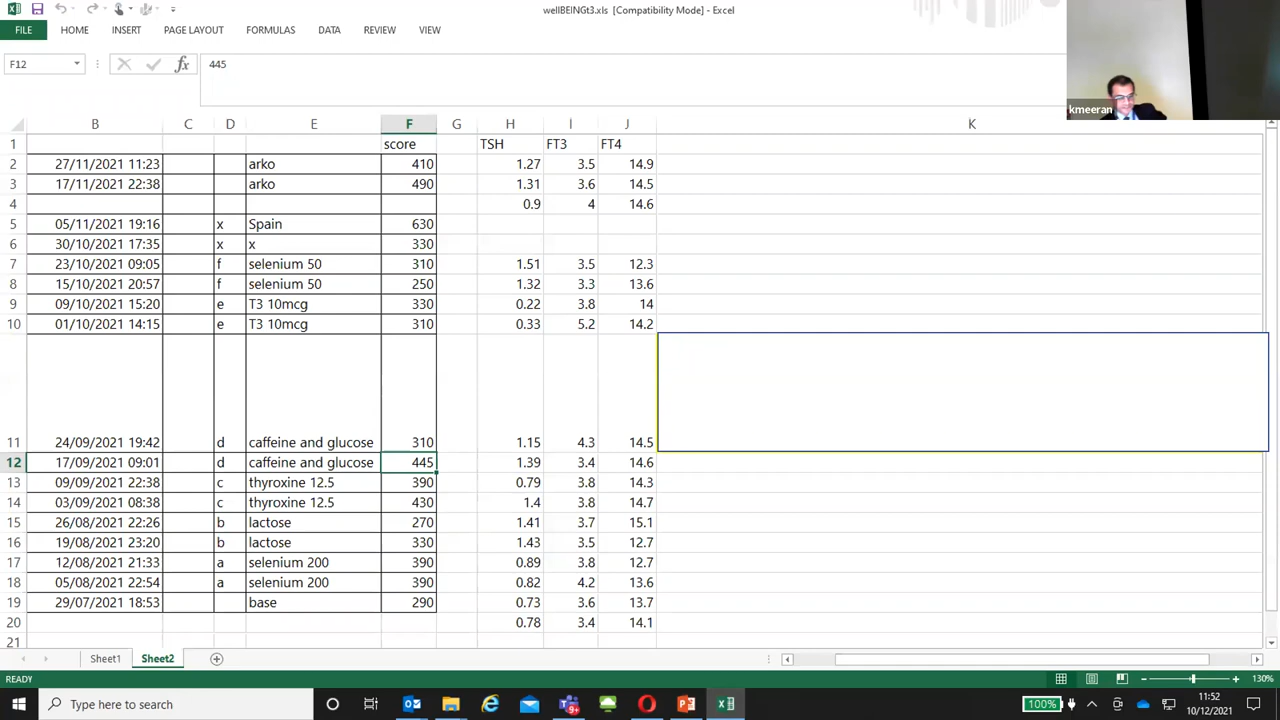 wellBEINGt3.xls [Compatibility Mode] - Excel
FILE HOME INSERT PAGE LAYOUT FORMULAS DATA REVIEW VIEW
F12 fx 445
kmeeran
B C D E F G H I J K
1 score TSH FT3 FT4
2 27/11/2021 11:23 arko 410 1.27 3.5 14.9
3 17/11/2021 22:38 arko 490 1.31 3.6 14.5
4 0.9 4 14.6
5 05/11/2021 19:16 x Spain 630
6 30/10/2021 17:35 x x 330
7 23/10/2021 09:05 f selenium 50 310 1.51 3.5 12.3
8 15/10/2021 20:57 f selenium 50 250 1.32 3.3 13.6
9 09/10/2021 15:20 e T3 10mcg 330 0.22 3.8 14
10 01/10/2021 14:15 e T3 10mcg 310 0.33 5.2 14.2
11 24/09/2021 19:42 d caffeine and glucose 310 1.15 4.3 14.5
12 17/09/2021 09:01 d caffeine and glucose 445 1.39 3.4 14.6
13 09/09/2021 22:38 c thyroxine 12.5 390 0.79 3.8 14.3
14 03/09/2021 08:38 c thyroxine 12.5 430 1.4 3.8 14.7
15 26/08/2021 22:26 b lactose 270 1.41 3.7 15.1
16 19/08/2021 23:20 b lactose 330 1.43 3.5 12.7
17 12/08/2021 21:33 a selenium 200 390 0.89 3.8 12.7
18 05/08/2021 22:54 a selenium 200 390 0.82 4.2 13.6
19 29/07/2021 18:53 base 290 0.73 3.6 13.7
20 0.78 3.4 14.1
21
Sheet1 Sheet2
READY 130%
Type here to search 100% 11:52
10/12/2021